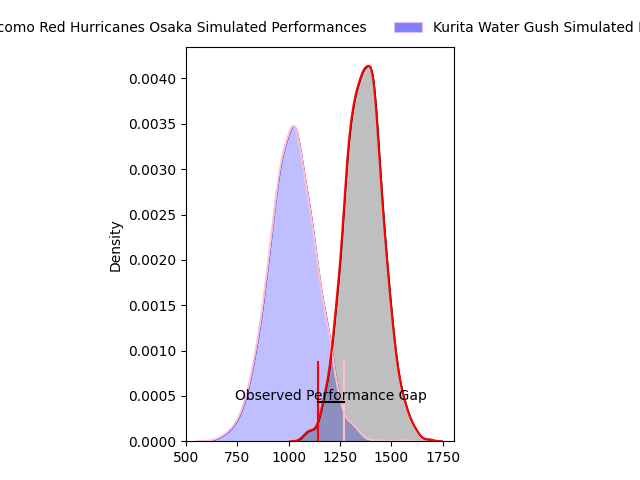 como Red Hurricanes Osaka Simulated Performances
Kurita Water Gush Simulated
Density
0.0040
0.0035
0.0030
0.0025
0.0020
0.0015
0.0010
0.0005
0.0000
Observed Performance Gap
500 750 1000 1250 1500 1750